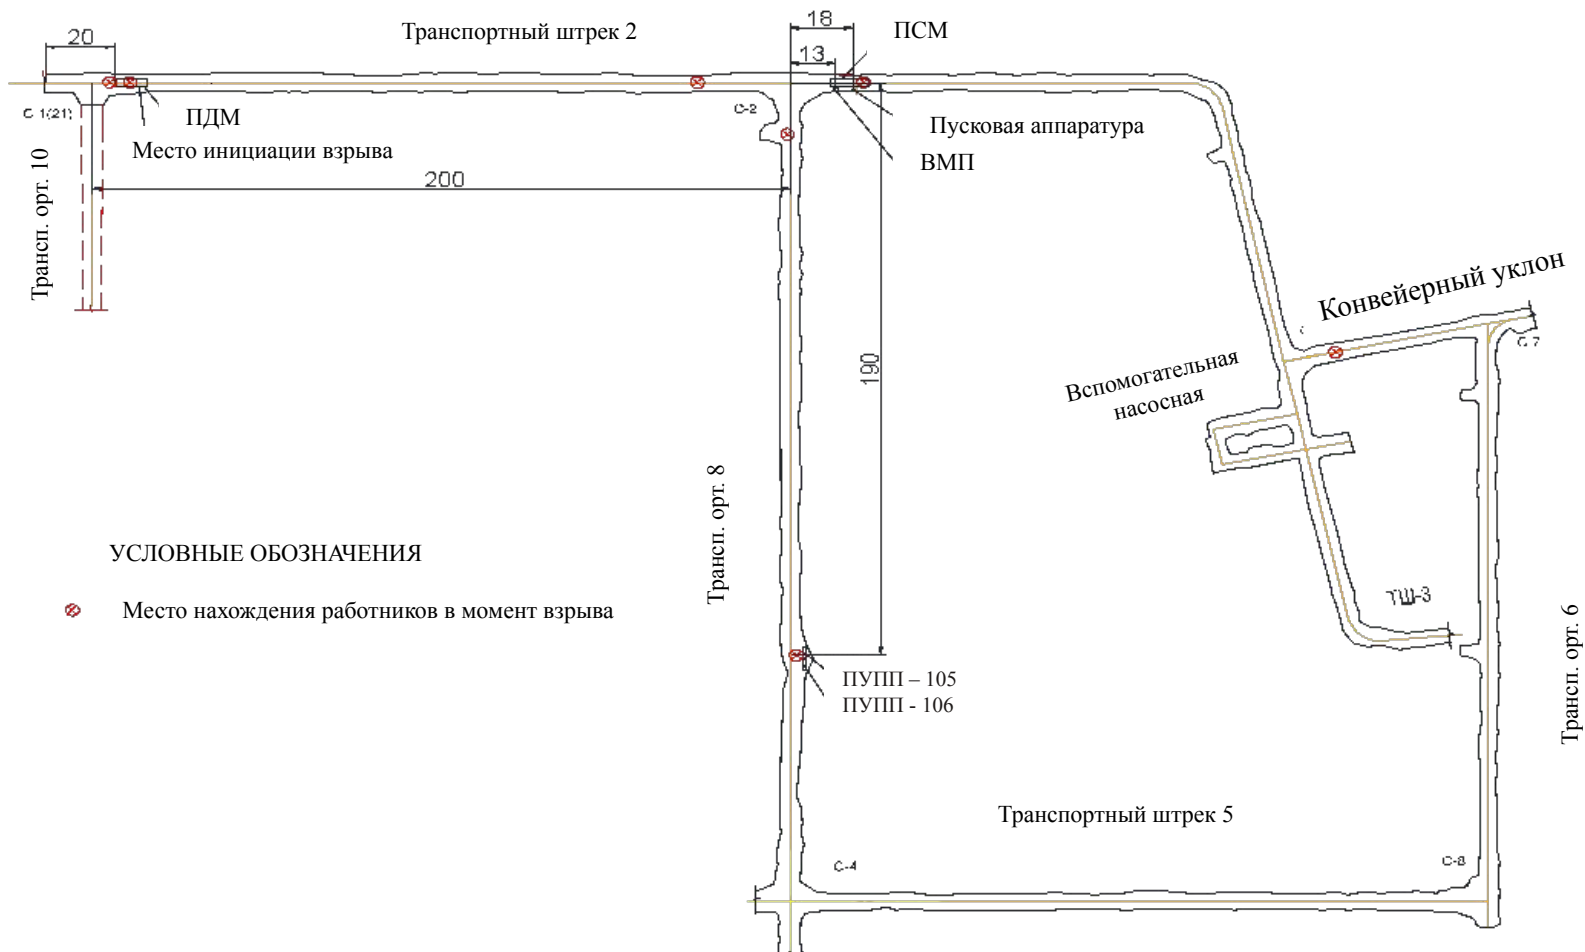 18
Транспортный штрек 2
ПСМ
20
13
С-1(21)
ПДМ
С-2
Пусковая аппаратура
Место инициации взрыва
ВМП
Трансп. орт. 10
200
Конвейерный уклон
С-7
190
Вспомогательная
насосная
Трансп. орт. 8
УСЛОВНЫЕ ОБОЗНАЧЕНИЯ
Место нахождения работников в момент взрыва
ТШ-3
Трансп. орт. 6
ПУПП – 105
ПУПП - 106
Транспортный штрек 5
С-4
С-8